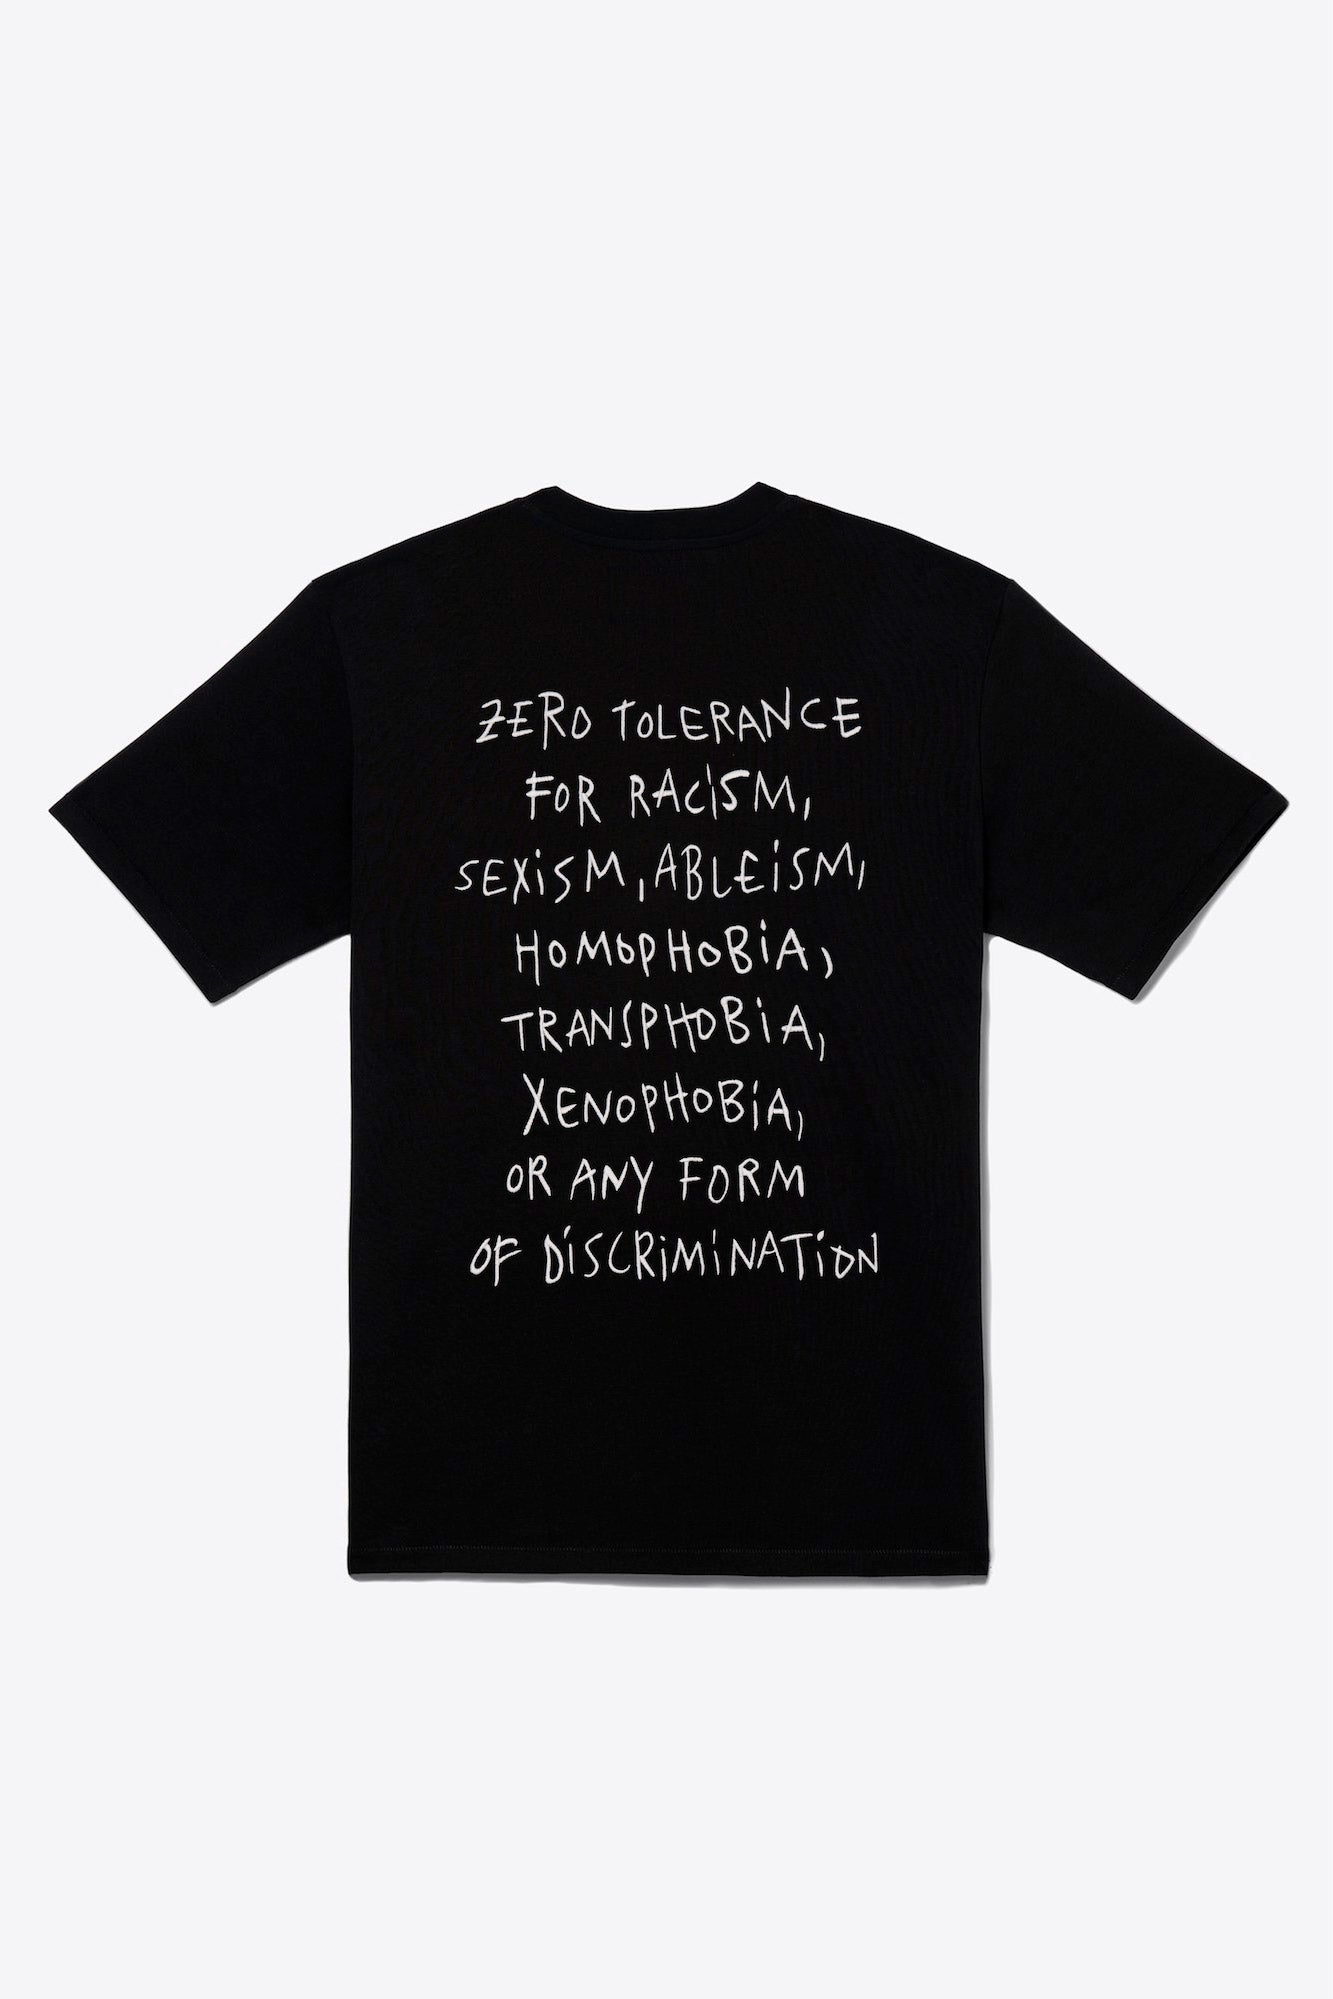 ZERO TOLERANCE
FOR RACiSM,
SEXiSM, ABLEiSM,
HOMOPHOBiA,
TRANSPHOBiA,
XENOPHOBiA,
OR ANY FORM
OF DiSCRiMiNATiON